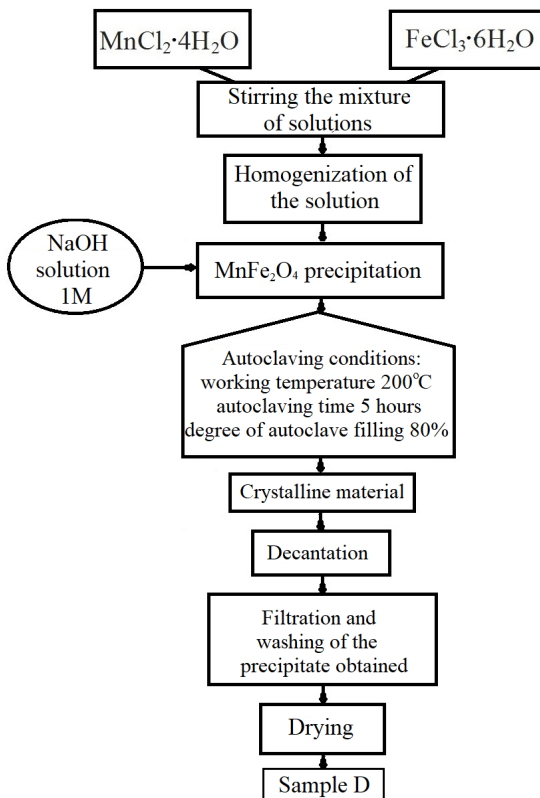 MnCl₂·4H₂O
FeCl₃·6H₂O
Stirring the mixture
of solutions
Homogenization of
the solution
NaOH
solution
1M
MnFe₂O₄ precipitation
Autoclaving conditions:
working temperature 200°C
autoclaving time 5 hours
degree of autoclave filling 80%
Crystalline material
Decantation
Filtration and
washing of the
precipitate obtained
Drying
Sample D